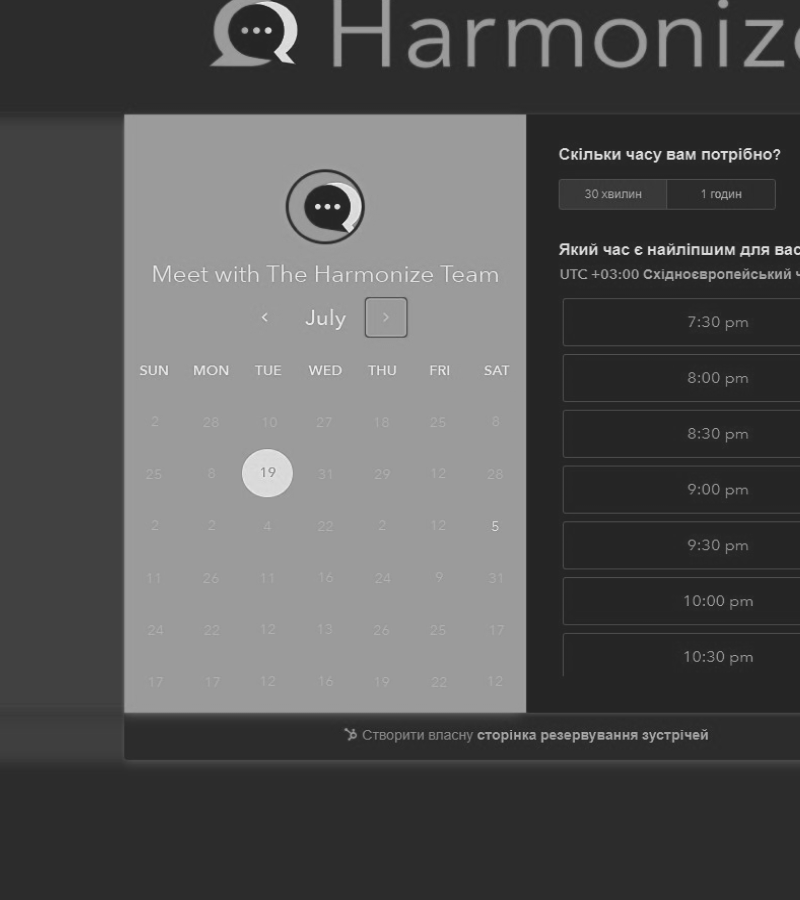 Harmonize
Meet with The Harmonize Team
July
SUN MON TUE WED THU FRI SAT
2 28 10 27 18 25 8
25 8 19 31 29 12 28
2 2 4 22 2 12 5
11 26 11 16 24 9 31
24 22 12 13 26 25 17
17 17 12 16 19 22 12
Скільки часу вам потрібно?
30 хвилин 1 годин
Який час є найліпшим для вас
UTC +03:00 Східноєвропейський
7:30 pm
8:00 pm
8:30 pm
9:00 pm
9:30 pm
10:00 pm
10:30 pm
Створити власну сторінка резервування зустрічей